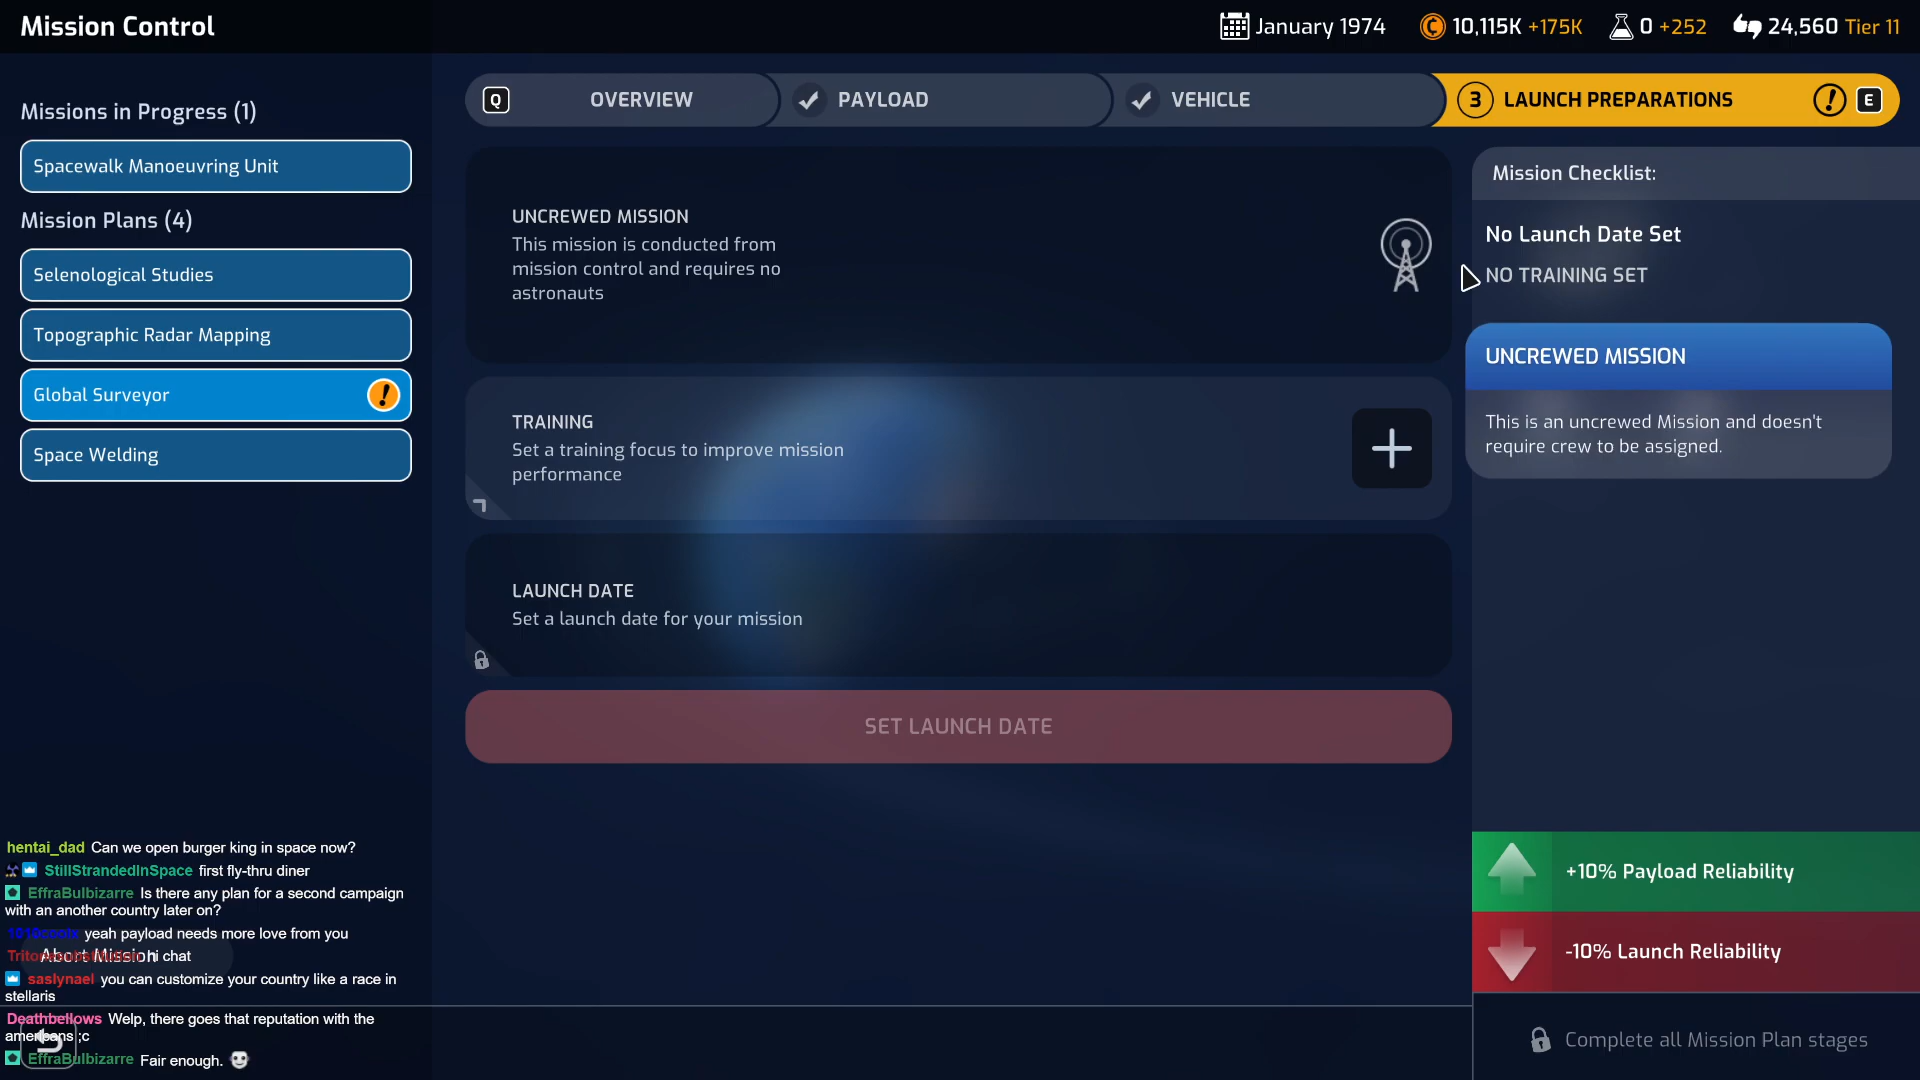 Mission Control
January 1974
10,115K +175K
0 +252
24,560 Tier 11
Missions in Progress (1)
Spacewalk Manoeuvring Unit
Mission Plans (4)
Selenological Studies
Topographic Radar Mapping
Global Surveyor
Space Welding
Q
OVERVIEW
PAYLOAD
VEHICLE
3
LAUNCH PREPARATIONS
E
UNCREWED MISSION
This mission is conducted from
mission control and requires no
astronauts
TRAINING
Set a training focus to improve mission
performance
LAUNCH DATE
Set a launch date for your mission
SET LAUNCH DATE
Mission Checklist:
No Launch Date Set
NO TRAINING SET
UNCREWED MISSION
This is an uncrewed Mission and doesn't
require crew to be assigned.
+10% Payload Reliability
-10% Launch Reliability
Complete all Mission Plan stages
hentai_dad Can we open burger king in space now?
StillStrandedInSpace first fly-thru diner
EffraBulbizarre Is there any plan for a second campaign
with an another country later on?
yeah payload needs more love from you
Abort Mission
hi chat
saslynael you can customize your country like a race in
stellaris
Deathbellows Welp, there goes that reputation with the
americans ;c
EffraBulbizarre Fair enough.